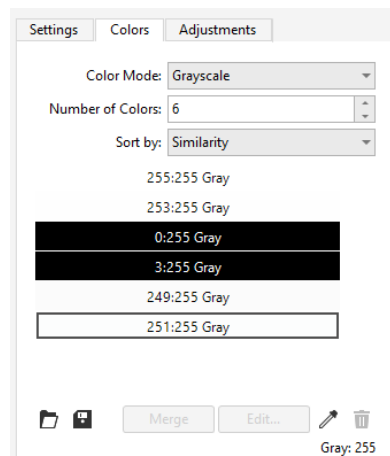 Settings Colors Adjustments
Color Mode: Grayscale
Number of Colors: 6
Sort by: Similarity
255:255 Gray
253:255 Gray
0:255 Gray
3:255 Gray
249:255 Gray
251:255 Gray
Merge Edit...
Gray: 255